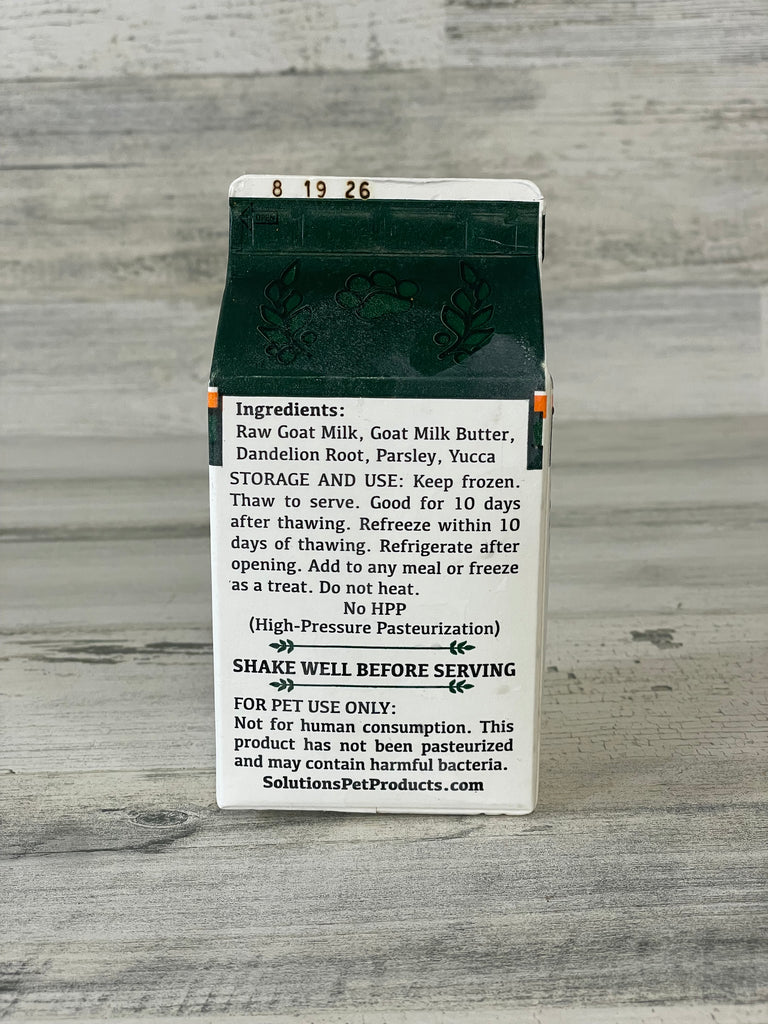 8 19 26
OPEN
Ingredients:
Raw Goat Milk, Goat Milk Butter,
Dandelion Root, Parsley, Yucca
STORAGE AND USE: Keep frozen.
Thaw to serve. Good for 10 days
after thawing. Refreeze within 10
days of thawing. Refrigerate after
opening. Add to any meal or freeze
as a treat. Do not heat.
No HPP
(High-Pressure Pasteurization)
SHAKE WELL BEFORE SERVING
FOR PET USE ONLY:
Not for human consumption. This
product has not been pasteurized
and may contain harmful bacteria.
SolutionsPetProducts.com